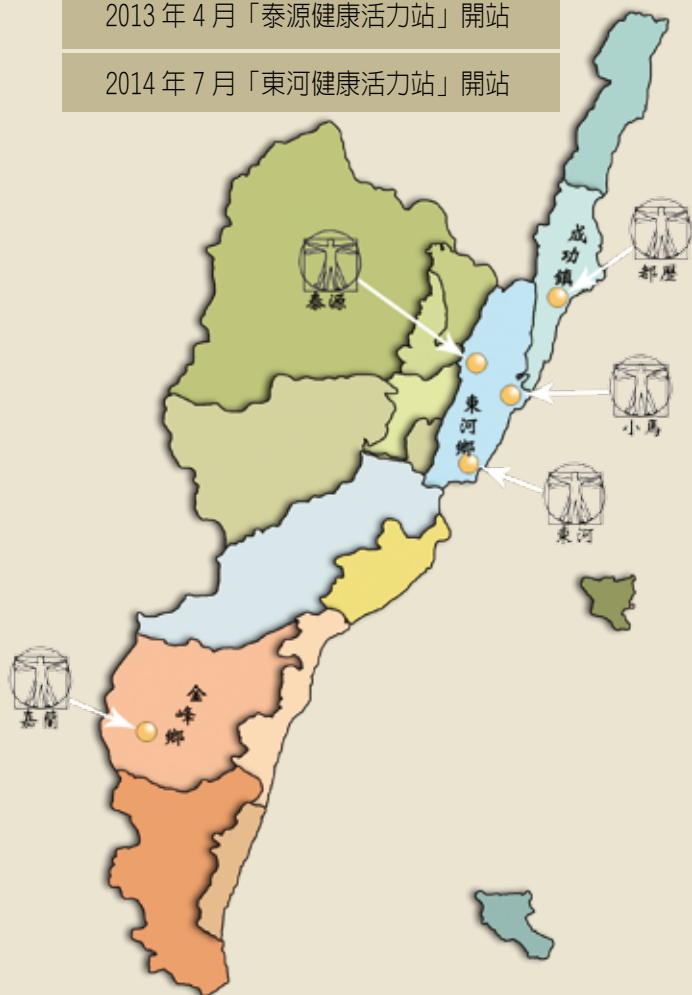 2013 年 4 月「泰源健康活力站」開站
2014 年 7 月「東河健康活力站」開站
成功鎮
都歷
泰源
小馬
東河鄉
東河
金峰鄉
嘉蘭